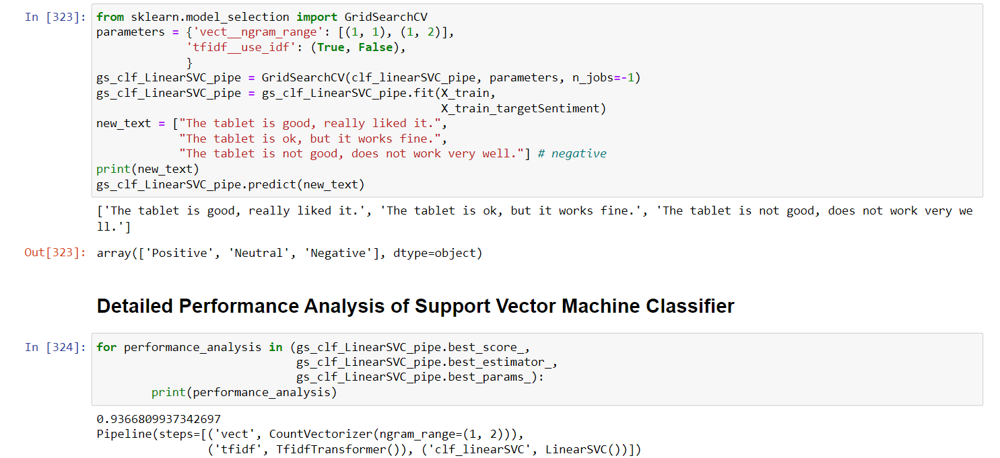 In [323]: from sklearn.model_selection import GridSearchCV
parameters = {'vect__ngram_range': [(1, 1), (1, 2)],
'tfidf__use_idf': (True, False),
}
gs_clf_LinearSVC_pipe = GridSearchCV(clf_linearSVC_pipe, parameters, n_jobs=-1)
gs_clf_LinearSVC_pipe = gs_clf_LinearSVC_pipe.fit(X_train,
X_train_targetSentiment)
new_text = ["The tablet is good, really liked it.",
"The tablet is ok, but it works fine.",
"The tablet is not good, does not work very well."] # negative
print(new_text)
gs_clf_LinearSVC_pipe.predict(new_text)
['The tablet is good, really liked it.', 'The tablet is ok, but it works fine.', 'The tablet is not good, does not work very we
ll.']
Out[323]: array(['Positive', 'Neutral', 'Negative'], dtype=object)
Detailed Performance Analysis of Support Vector Machine Classifier
In [324]: for performance_analysis in (gs_clf_LinearSVC_pipe.best_score_,
gs_clf_LinearSVC_pipe.best_estimator_,
gs_clf_LinearSVC_pipe.best_params_):
print(performance_analysis)
0.9366809937342697
Pipeline(steps=[('vect', CountVectorizer(ngram_range=(1, 2))),
('tfidf', TfidfTransformer()), ('clf_linearSVC', LinearSVC())])